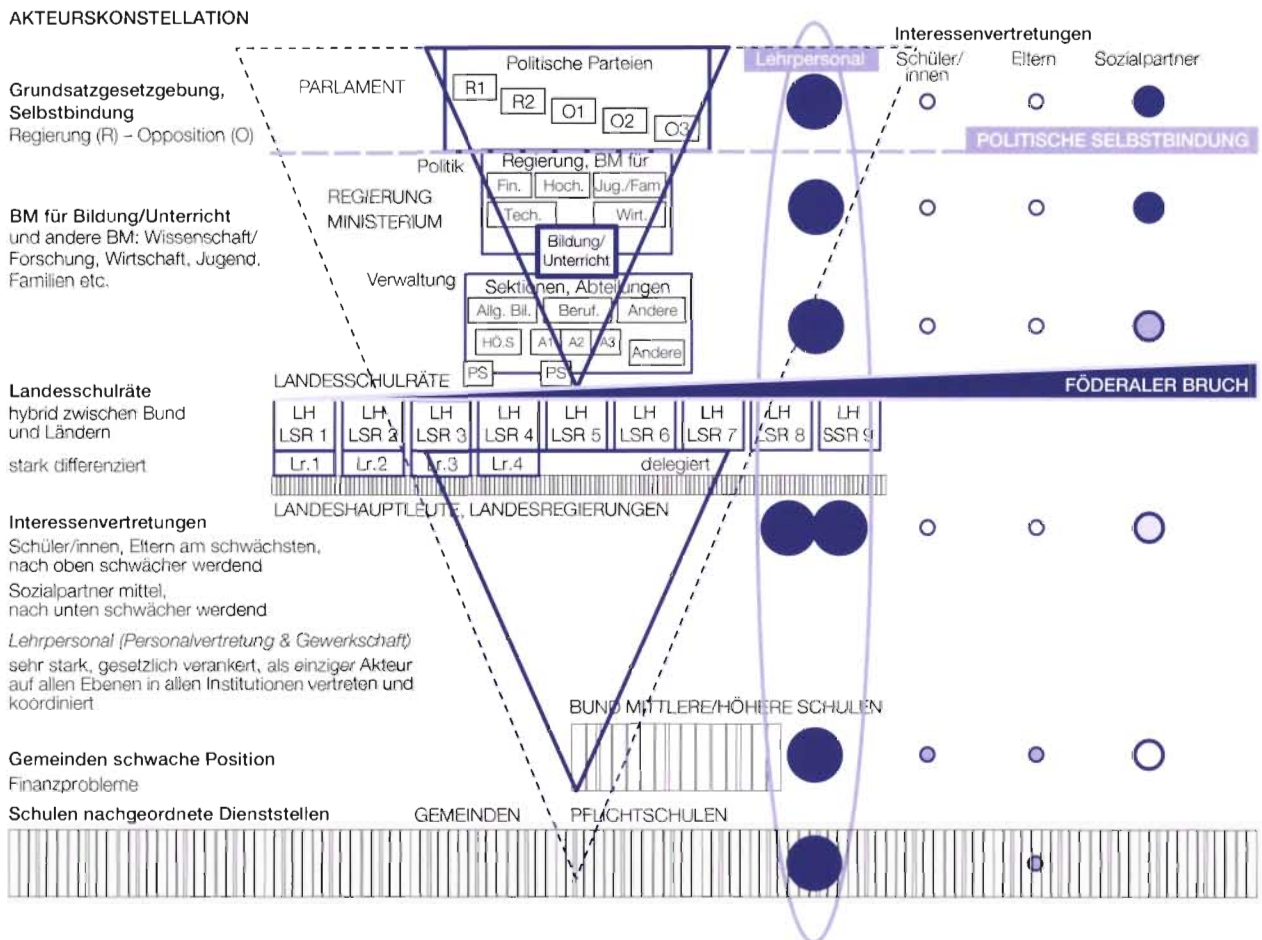 AKTEURSKONSTELLATION
Interessenvertretungen
Lehrpersonal
Schüler/
innen
Eltern
Sozialpartner
Grundsatzgesetzgebung,
Selbstbindung
Regierung (R) – Opposition (O)
PARLAMENT
Politische Parteien
R1
R2
O1
O2
O3
POLITISCHE SELBSTBINDUNG
Politik
REGIERUNG
MINISTERIUM
Regierung, BM für
Fin.
Hoch.
Jug./Fam
Tech.
Wirt.
Bildung/
Unterricht
BM für Bildung/Unterricht
und andere BM: Wissenschaft/
Forschung, Wirtschaft, Jugend,
Familien etc.
Verwaltung
Sektionen, Abteilungen
Allg. Bil.
Beruf.
Andere
HÖ.S
A1
A2
A3
Andere
PS
PS
FÖDERALER BRUCH
Landesschulräte
hybrid zwischen Bund
und Ländern
stark differenziert
LANDESSCHULRÄTE
LH
LSR 1
LH
LSR 2
LH
LSR 3
LH
LSR 4
LH
LSR 5
LH
LSR 6
LH
LSR 7
LH
LSR 8
LH
SSR 9
Lr.1
Lr.2
Lr.3
Lr.4
delegiert
LANDESHAUPTLEUTE, LANDESREGIERUNGEN
Interessenvertretungen
Schüler/innen, Eltern am schwächsten,
nach oben schwächer werdend
Sozialpartner mittel,
nach unten schwächer werdend
Lehrpersonal (Personalvertretung & Gewerkschaft)
sehr stark, gesetzlich verankert, als einziger Akteur
auf allen Ebenen in allen Institutionen vertreten und
koordiniert
BUND MITTLERE/HÖHERE SCHULEN
Gemeinden schwache Position
Finanzprobleme
Schulen nachgeordnete Dienststellen
GEMEINDEN
PFLICHTSCHULEN